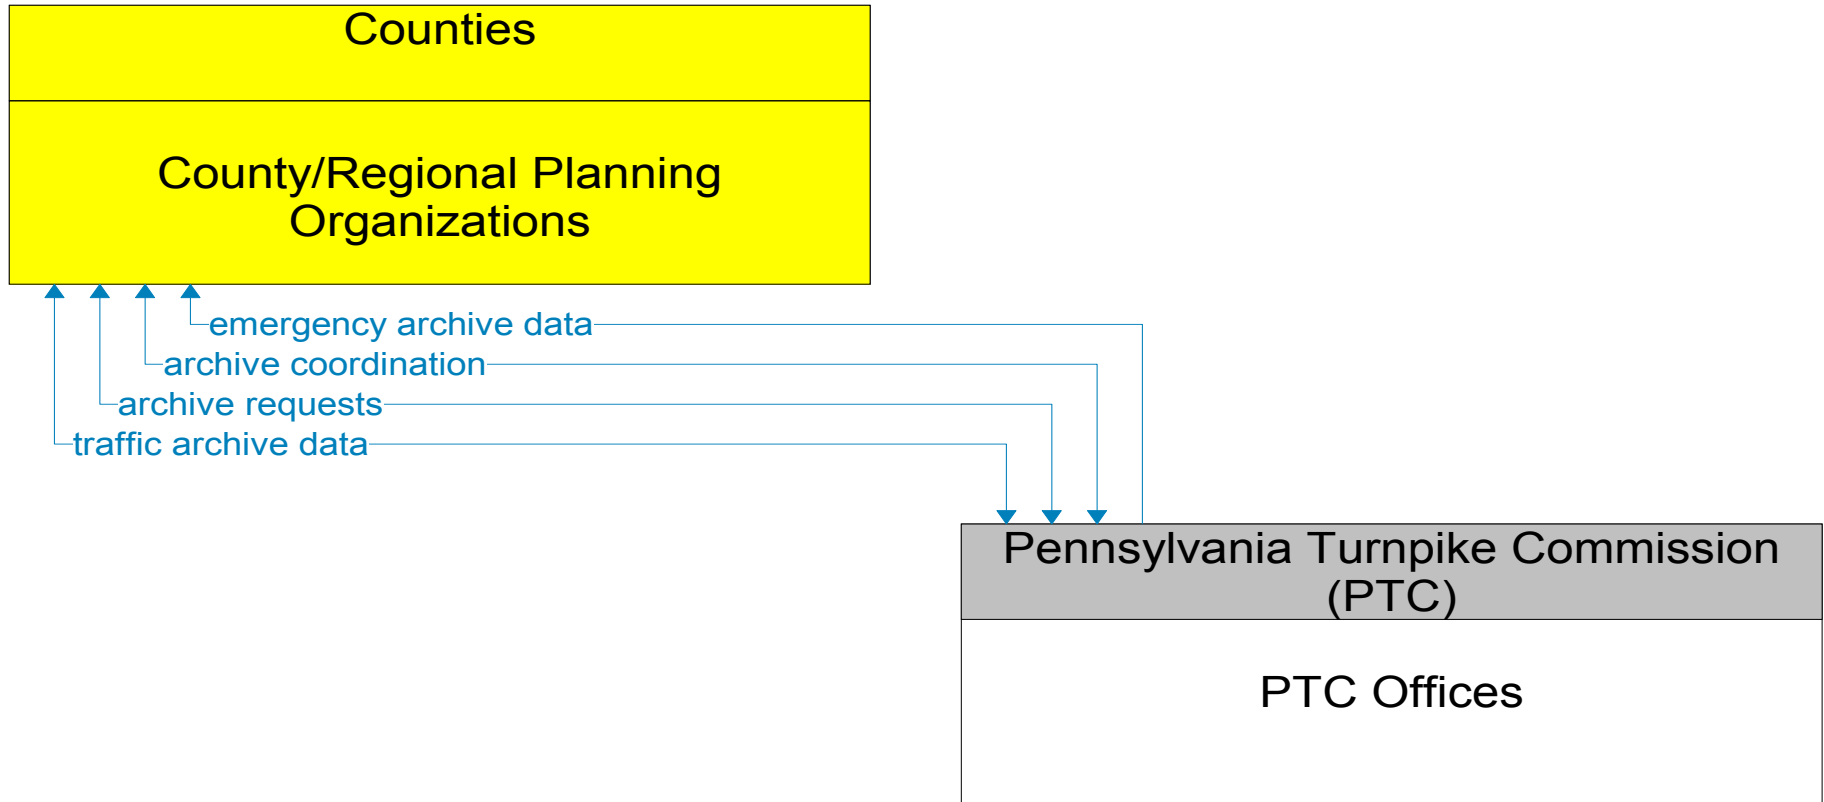 Counties
County/Regional Planning
Organizations
emergency archive data
archive coordination
archive requests
traffic archive data
Pennsylvania Turnpike Commission
(PTC)
PTC Offices